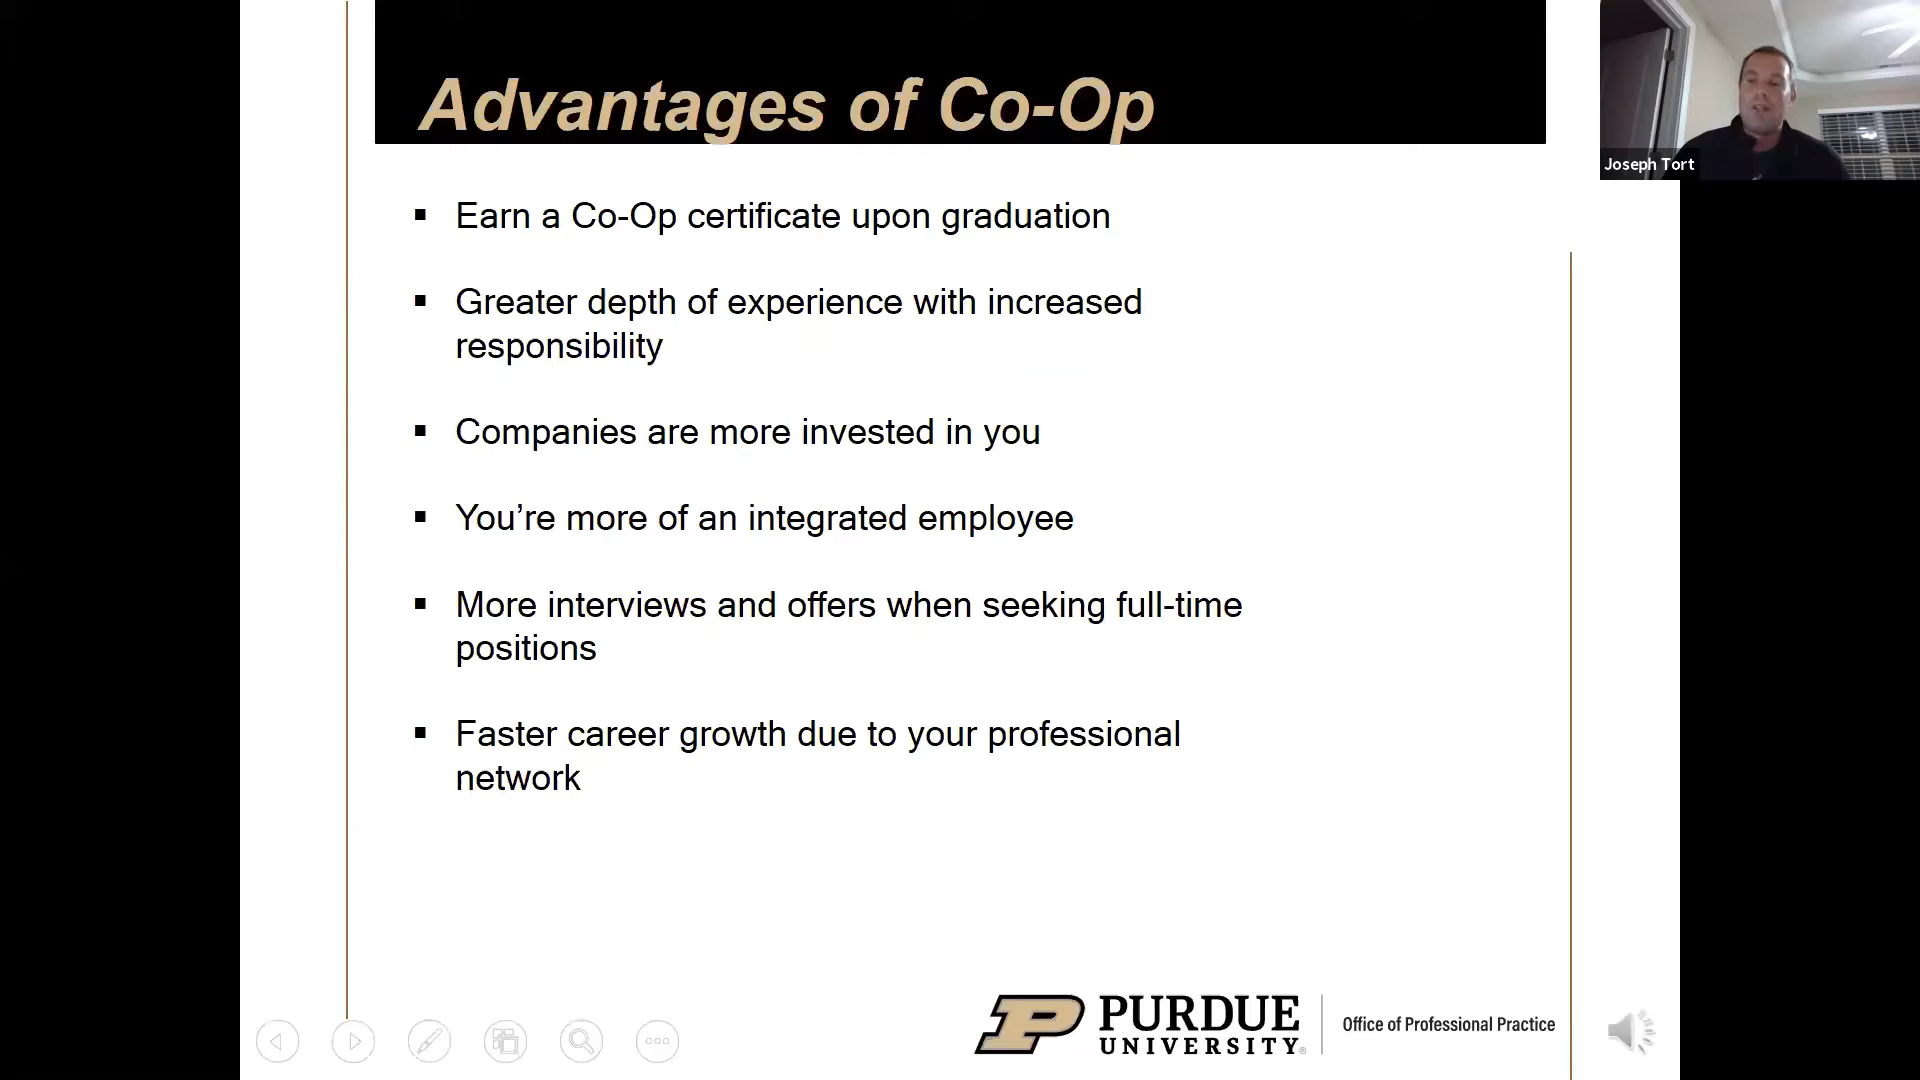 Advantages of Co-Op
Joseph Tort
▪ Earn a Co-Op certificate upon graduation
▪ Greater depth of experience with increased
responsibility
▪ Companies are more invested in you
▪ You’re more of an integrated employee
▪ More interviews and offers when seeking full-time
positions
▪ Faster career growth due to your professional
network
P PURDUE
UNIVERSITY®
Office of Professional Practice